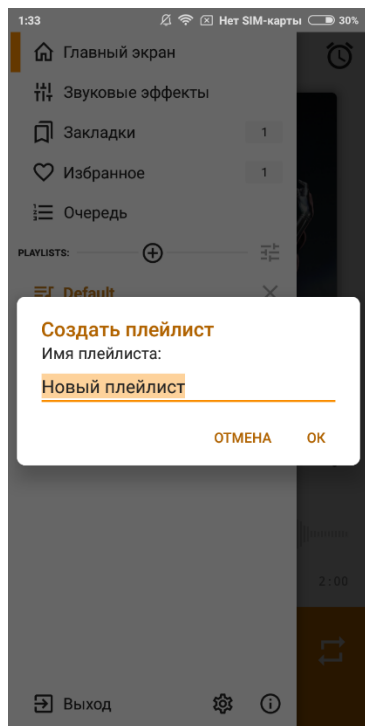 1:33 Нет SIM-карты 30%
Главный экран
Звуковые эффекты
Закладки 1
Избранное 1
Очередь
PLAYLISTS:
Default
Создать плейлист
Имя плейлиста:
Новый плейлист
ОТМЕНА ОК
2:00
Выход